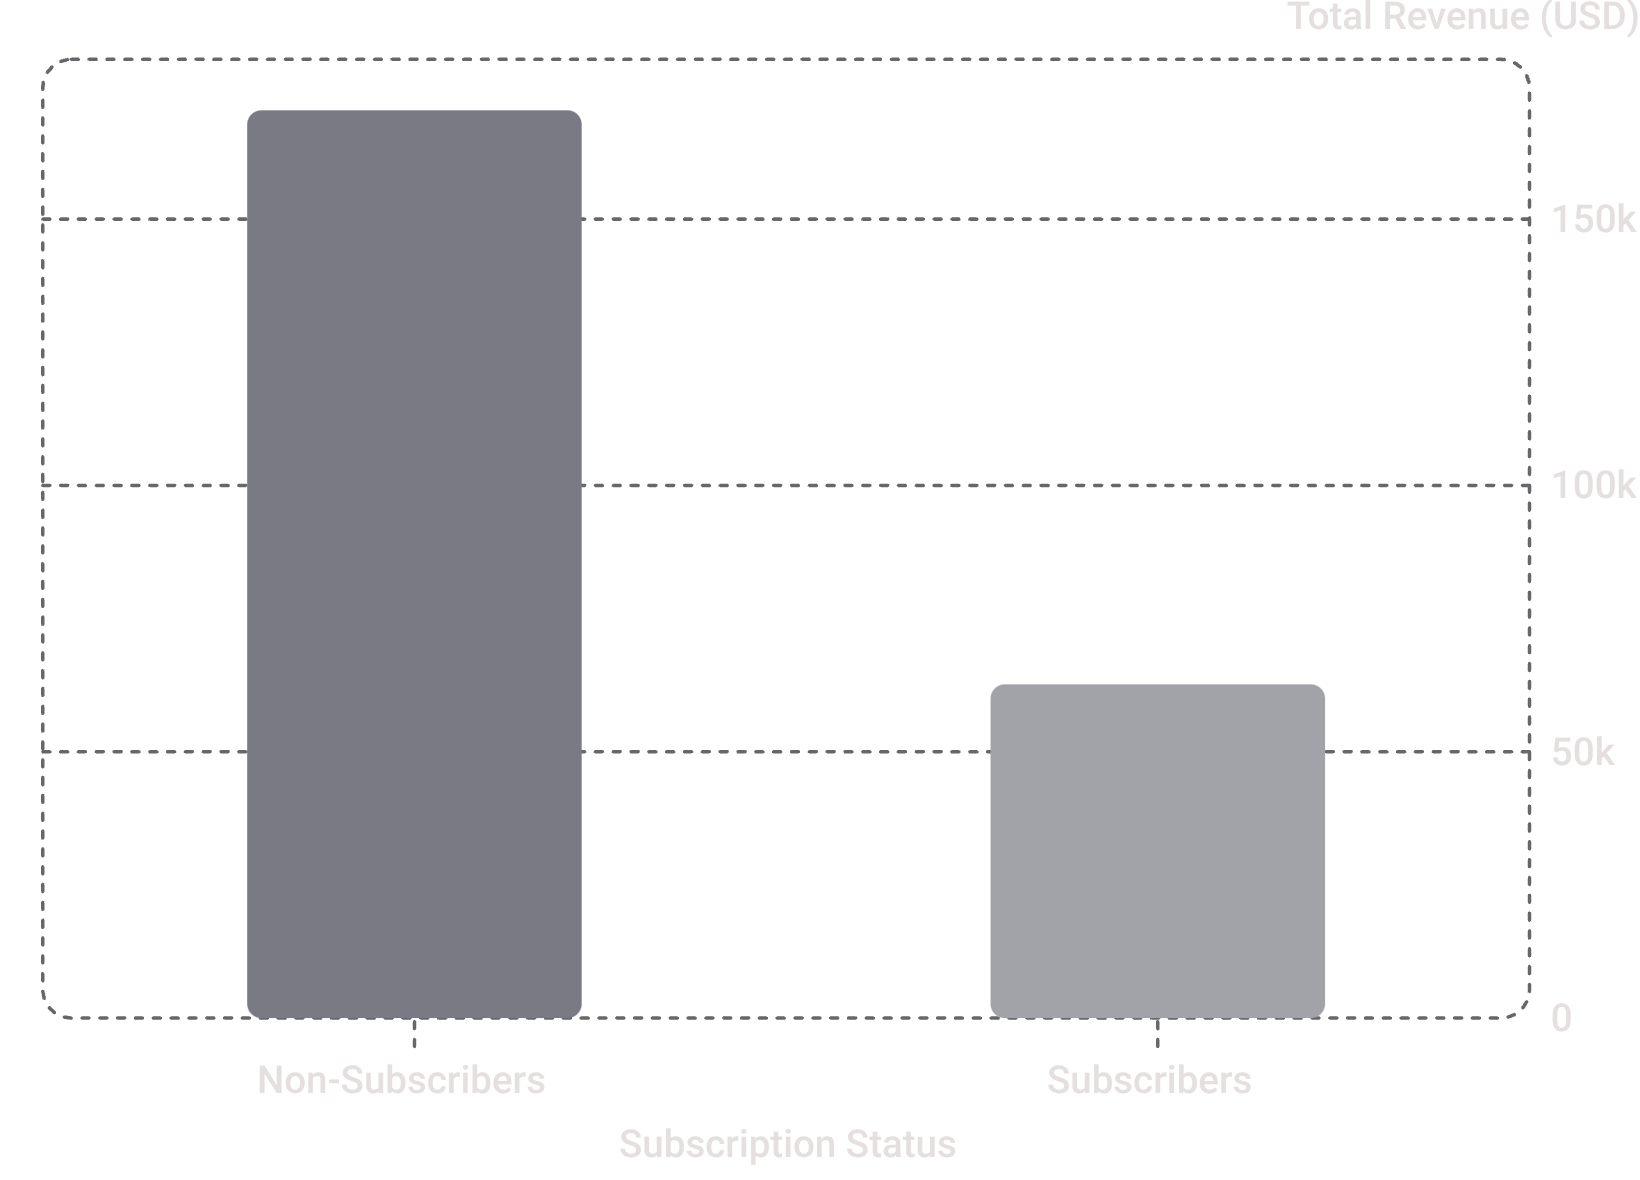 Total Revenue (USD)
150k
100k
50k
0
Non-Subscribers
Subscribers
Subscription Status